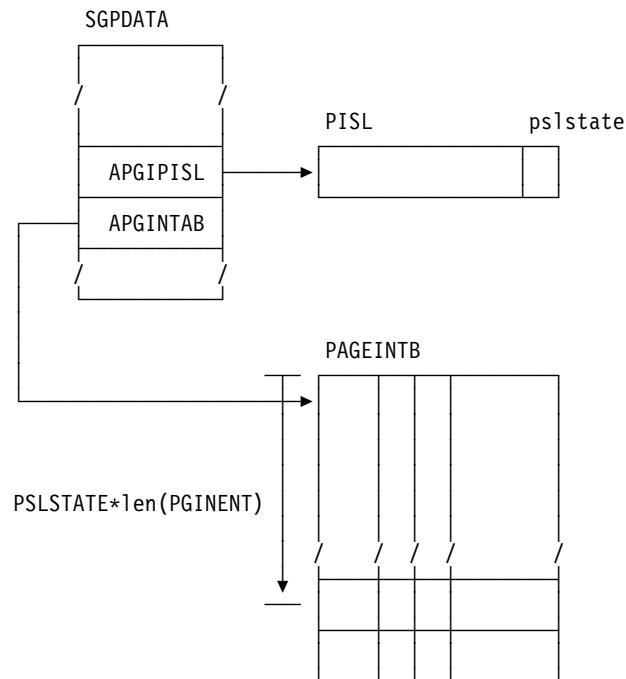 SGPDATA
PISL pslstate
APGIPISL
APGINTAB
PAGEINTB
PSLSTATE*len(PGINENT)